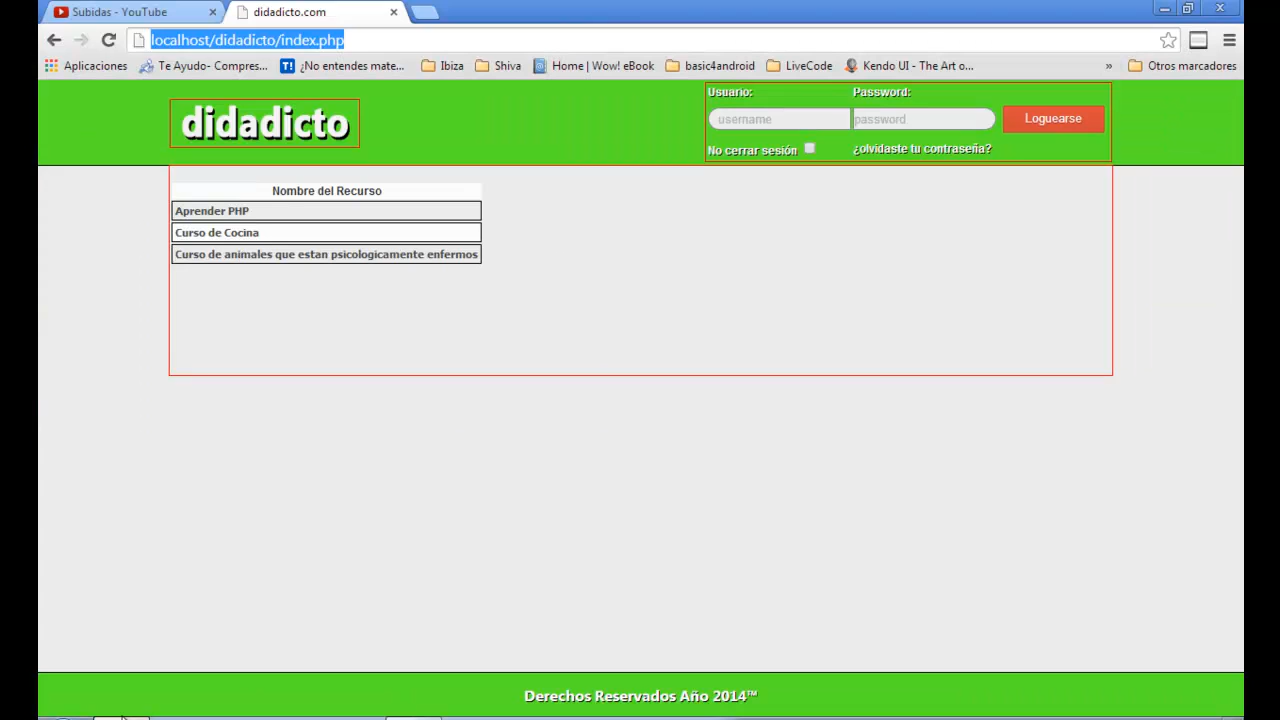 Subidas - YouTube
didadicto.com
localhost/didadicto/index.php
Aplicaciones
Te Ayudo- Compres...
¿No entendes mate...
Ibiza
Shiva
Home | Wow! eBook
basic4android
LiveCode
Kendo UI - The Art o...
»
Otros marcadores
didadicto
Usuario: Password:
username password Loguearse
No cerrar sesión ¿olvidaste tu contraseña?
Nombre del Recurso
Aprender PHP
Curso de Cocina
Curso de animales que estan psicologicamente enfermos
Derechos Reservados Año 2014™